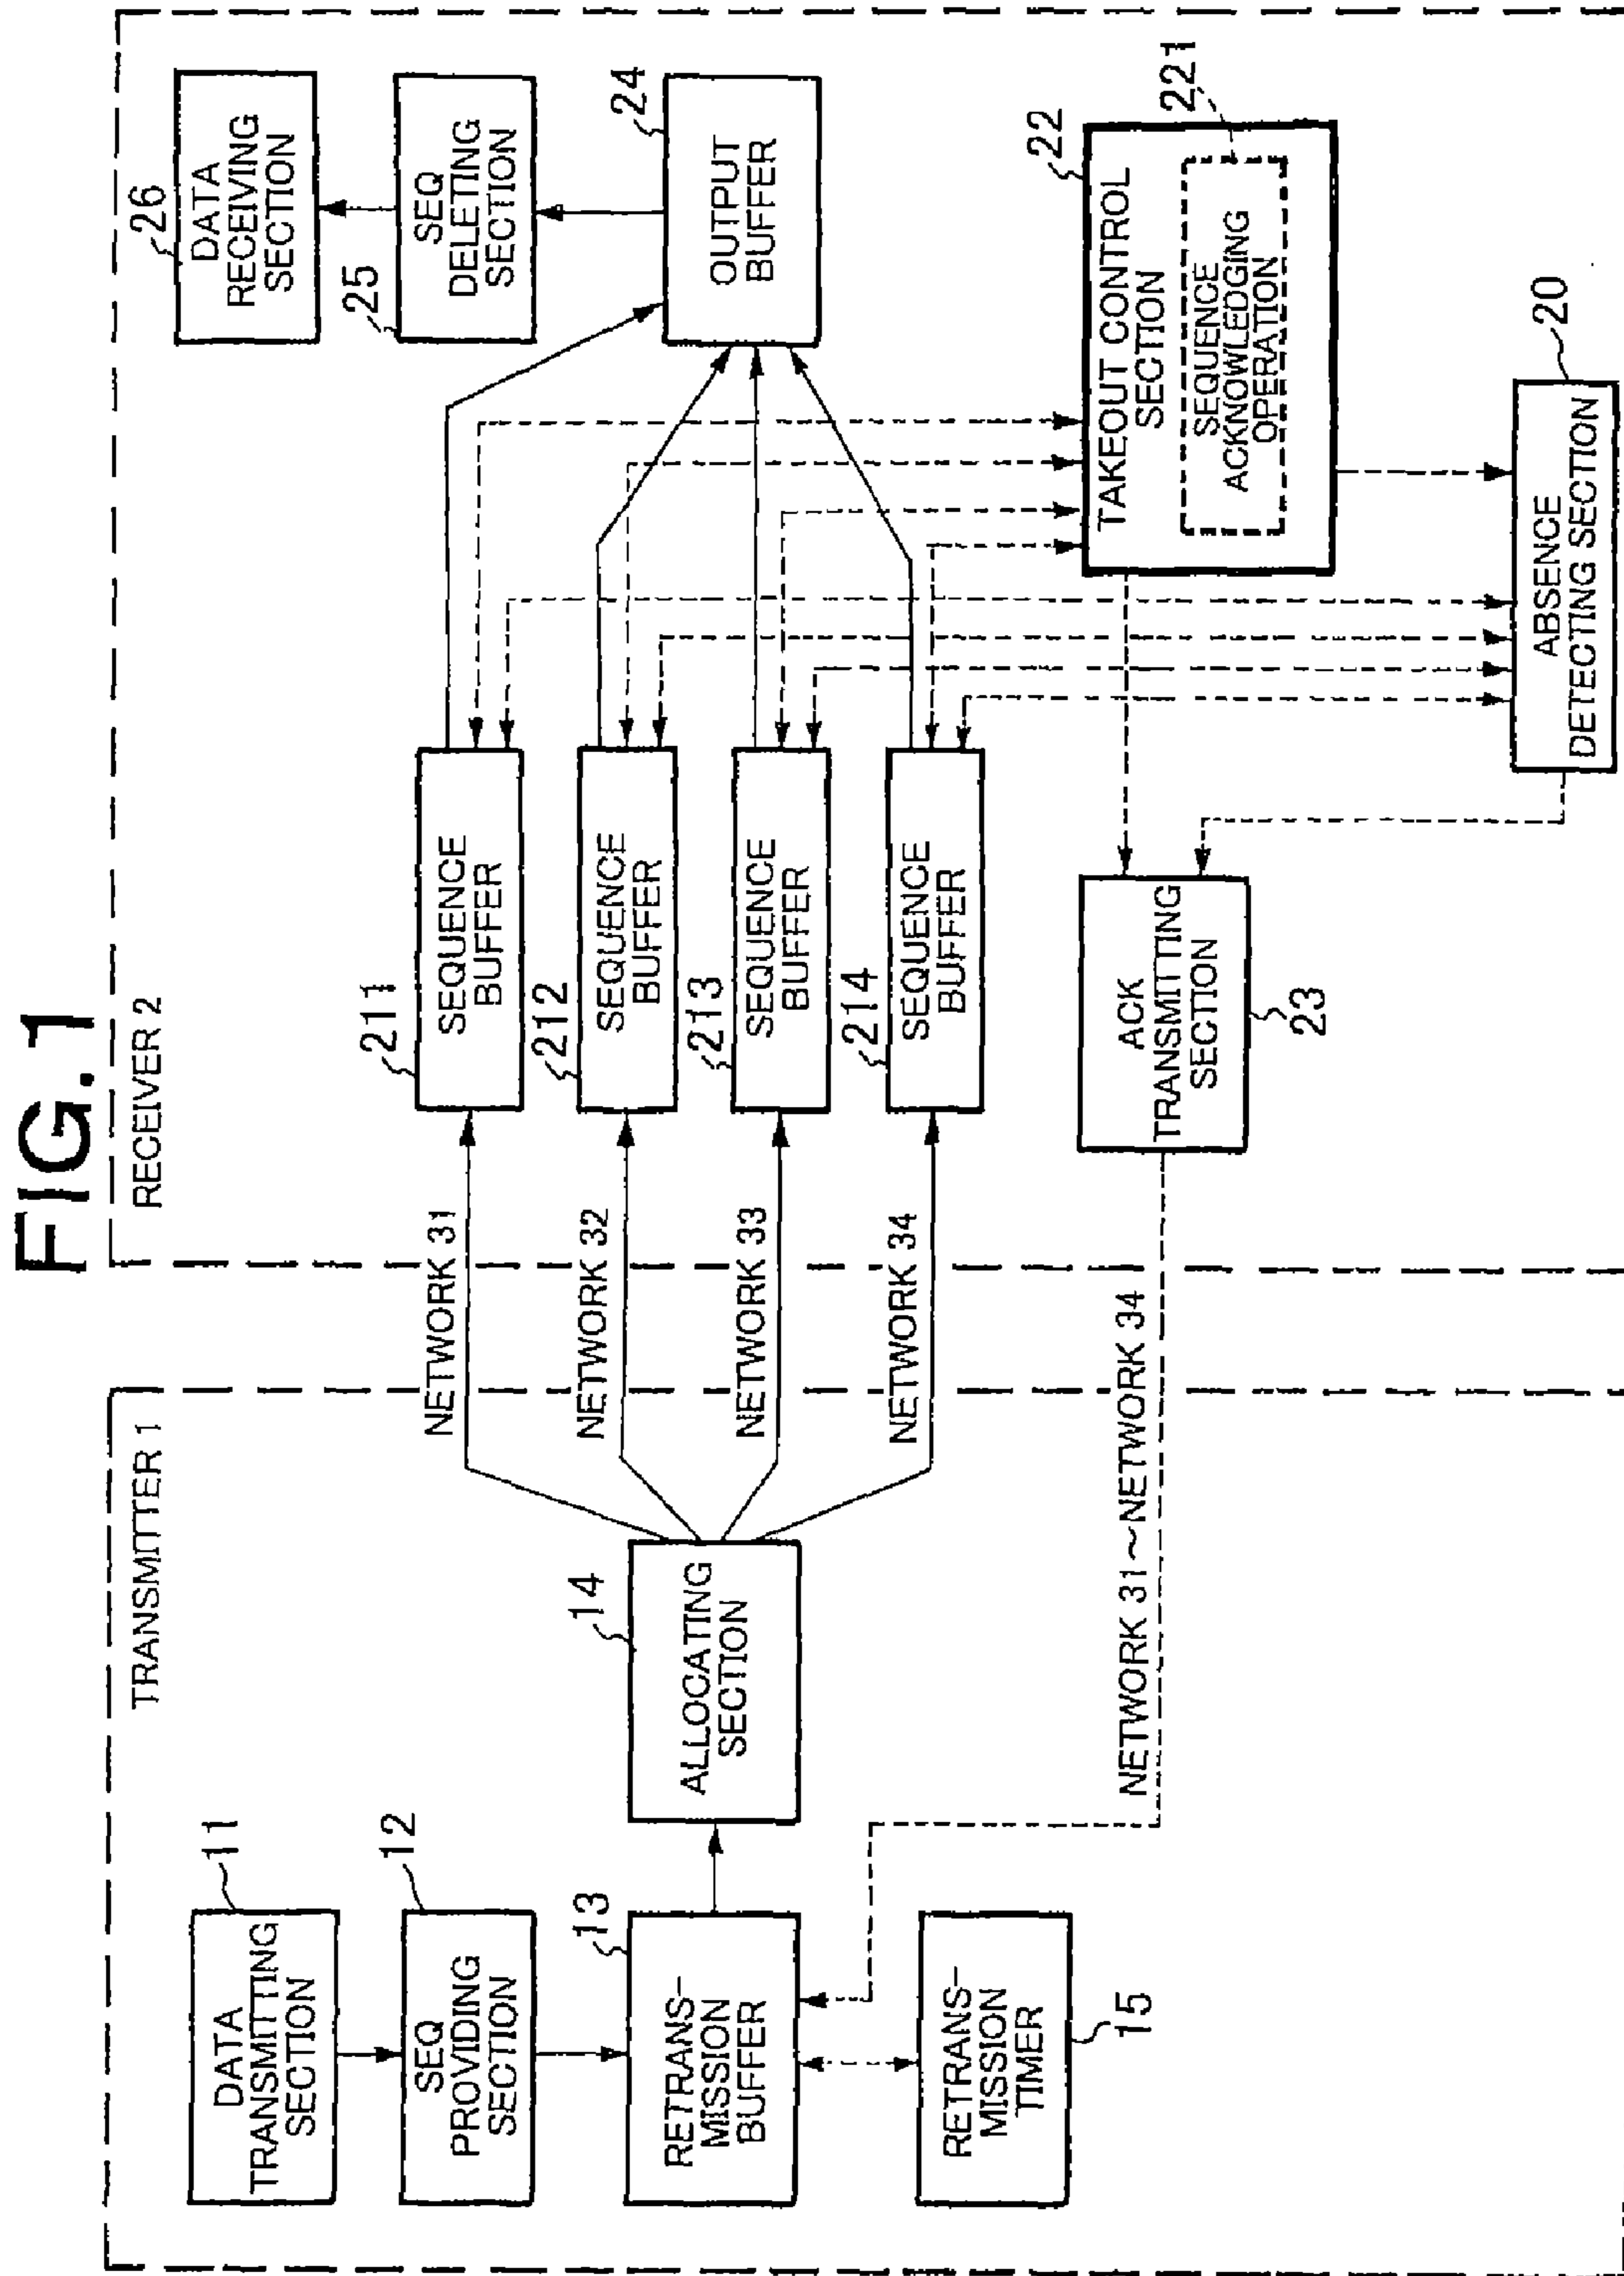 FIG.1
TRANSMITTER 1
11
DATA
TRANSMITTING
SECTION
12
SEQ
PROVIDING
SECTION
13
RETRANS-
MISSION
BUFFER
RETRANS-
MISSION
TIMER
15
14
ALLOCATING
SECTION
NETWORK 31
NETWORK 32
NETWORK 33
NETWORK 34
NETWORK 31~NETWORK 34
RECEIVER 2
211
SEQUENCE
BUFFER
212
SEQUENCE
BUFFER
213
SEQUENCE
BUFFER
214
SEQUENCE
BUFFER
ACK
TRANSMITTING
SECTION
23
26
DATA
RECEIVING
SECTION
25
SEQ
DELETING
SECTION
24
OUTPUT
BUFFER
22
TAKEOUT CONTROL
SECTION
221
SEQUENCE
ACKNOWLEDGING
OPERATION
20
ABSENCE
DETECTING SECTION